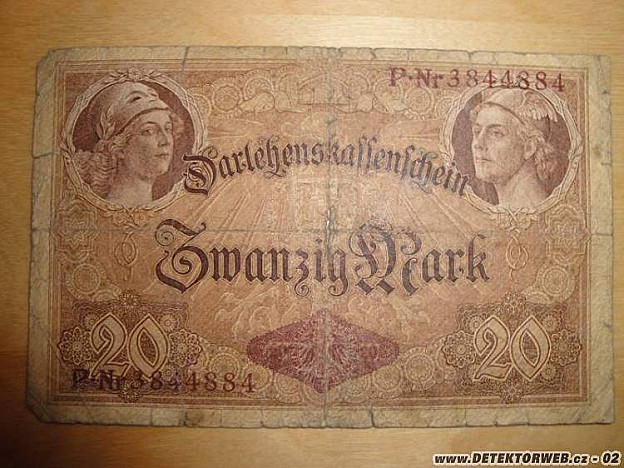 P·Nr 3844884
Darlehenskassenschein
Zwanzig Mark
20 20
P·Nr 3844884
www.DETEKTORWEB.cz - 02